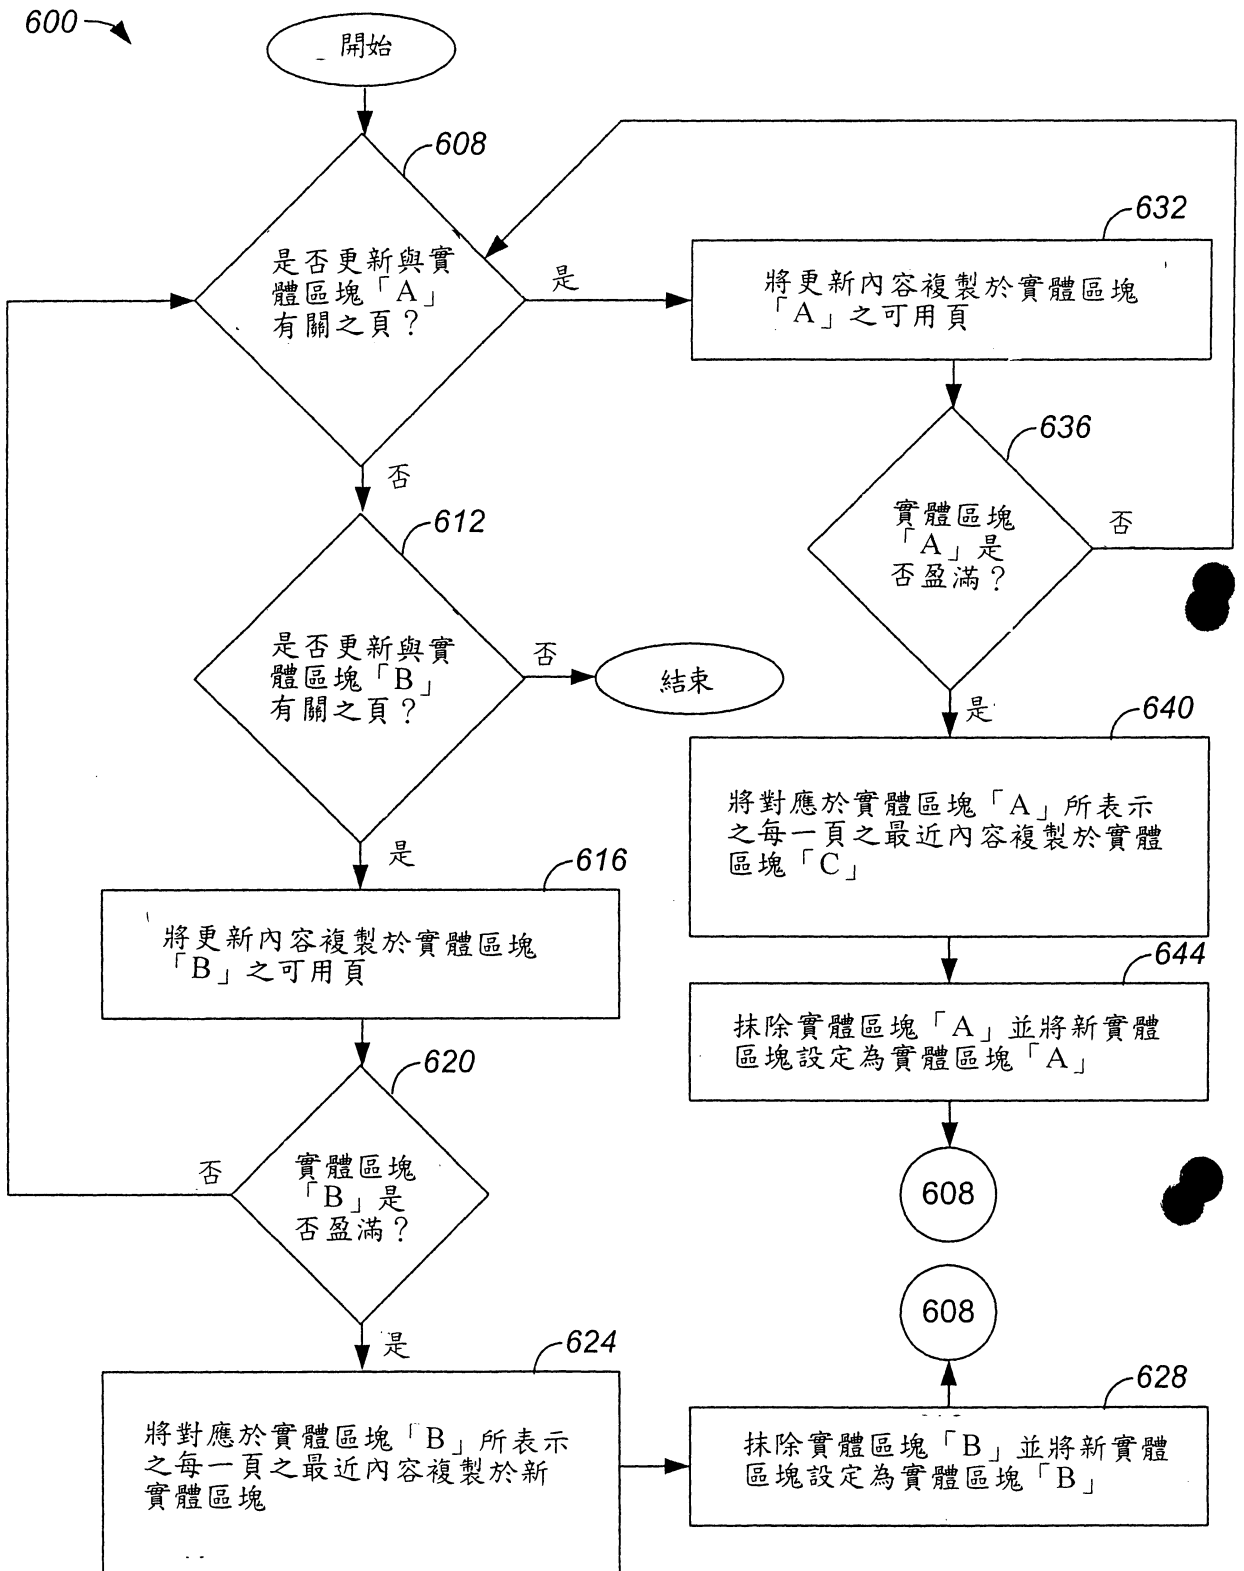 600
開始
608
是否更新與實
體區塊「A」
有關之頁？
是
632
將更新內容複製於實體區塊
「A」之可用頁
否
636
實體區塊
「A」是
否盈滿？
否
612
是否更新與實
體區塊「B」
有關之頁？
否
結束
是
640
將對應於實體區塊「A」所表示
之每一頁之最近內容複製於實體
區塊「C」
是
616
將更新內容複製於實體區塊
「B」之可用頁
644
抹除實體區塊「A」並將新實體
區塊設定為實體區塊「A」
620
實體區塊
「B」是
否盈滿？
否
608
608
是
624
將對應於實體區塊「B」所表示
之每一頁之最近內容複製於新
實體區塊
628
抹除實體區塊「B」並將新實體
區塊設定為實體區塊「B」